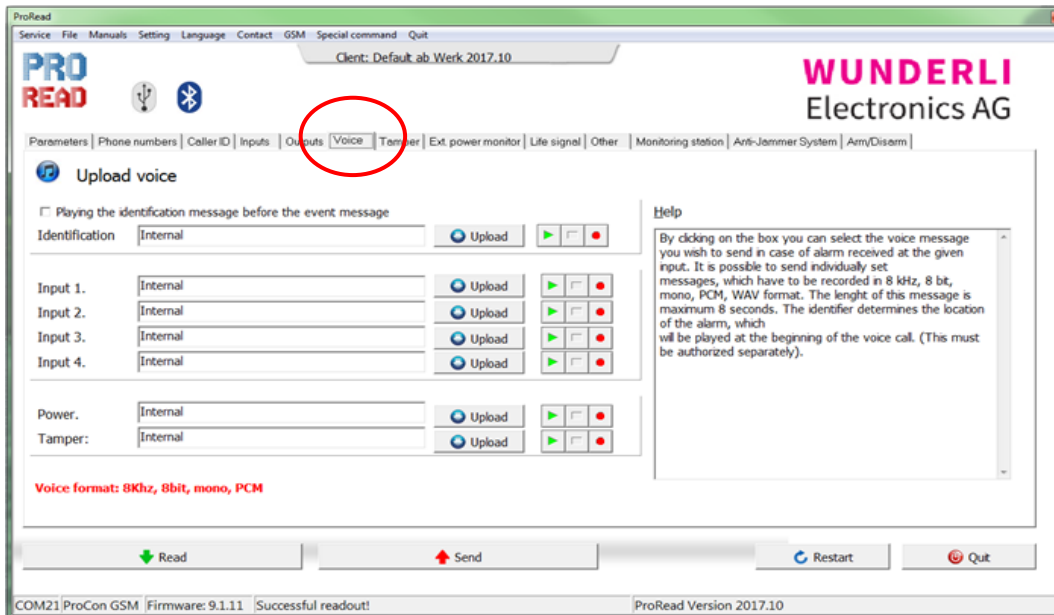 ProRead
Service File Manuals Setting Language Contact GSM Special command Quit
Client: Default ab Werk 2017.10
PRO
READ
WUNDERLI
Electronics AG
Parameters Phone numbers Caller ID Inputs Outputs Voice Tamper Ext. power monitor Life signal Other Monitoring station Anti-Jammer System Arm/Disarm
Upload voice
Playing the identification message before the event message
Identification Internal Upload
Input 1. Internal Upload
Input 2. Internal Upload
Input 3. Internal Upload
Input 4. Internal Upload
Power. Internal Upload
Tamper: Internal Upload
Voice format: 8Khz, 8bit, mono, PCM
Help
By clicking on the box you can select the voice message
you wish to send in case of alarm received at the given
input. It is possible to send individually set
messages, which have to be recorded in 8 kHz, 8 bit,
mono, PCM, WAV format. The lenght of this message is
maximum 8 seconds. The identifier determines the location
of the alarm, which
will be played at the beginning of the voice call. (This must
be authorized separately).
Read Send Restart Quit
COM21 ProCon GSM Firmware: 9.1.11 Successful readout! ProRead Version 2017.10